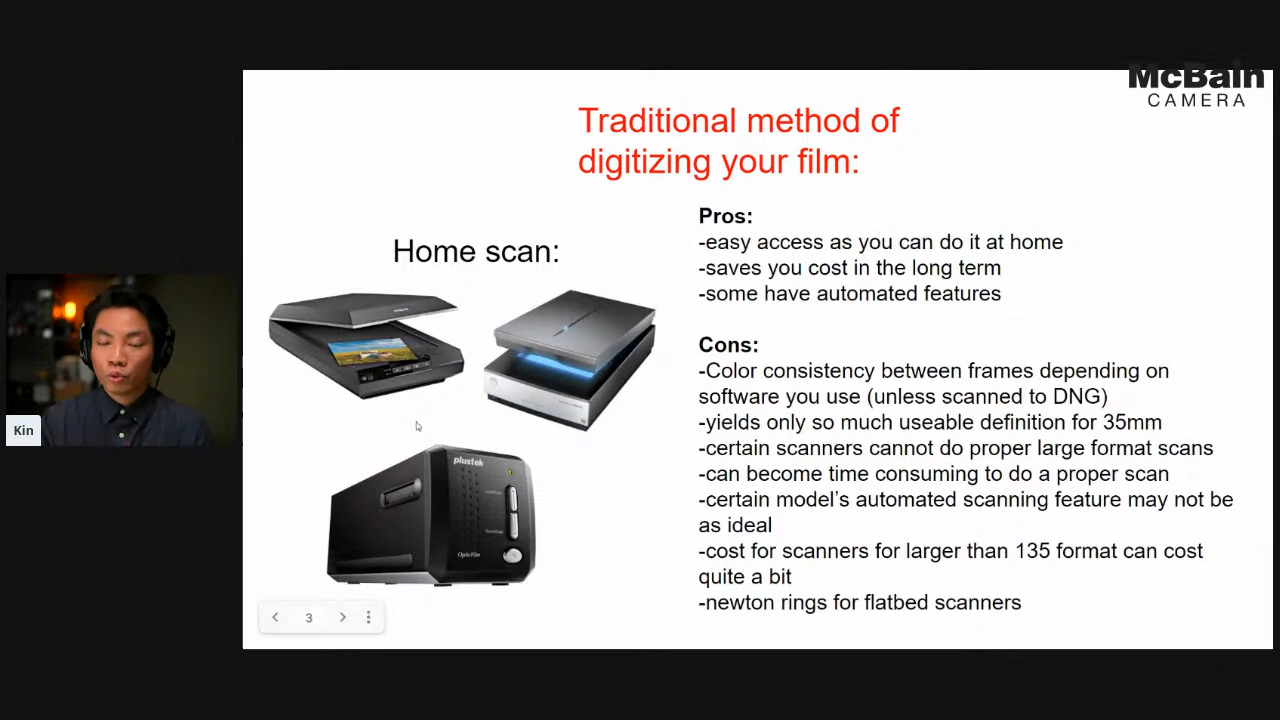 McBain
CAMERA
Traditional method of
digitizing your film:
Home scan:
Pros:
-easy access as you can do it at home
-saves you cost in the long term
-some have automated features
Cons:
-Color consistency between frames depending on
software you use (unless scanned to DNG)
-yields only so much useable definition for 35mm
-certain scanners cannot do proper large format scans
-can become time consuming to do a proper scan
-certain model's automated scanning feature may not be
as ideal
-cost for scanners for larger than 135 format can cost
quite a bit
-newton rings for flatbed scanners
plustek
OpticFilm
Kin
3